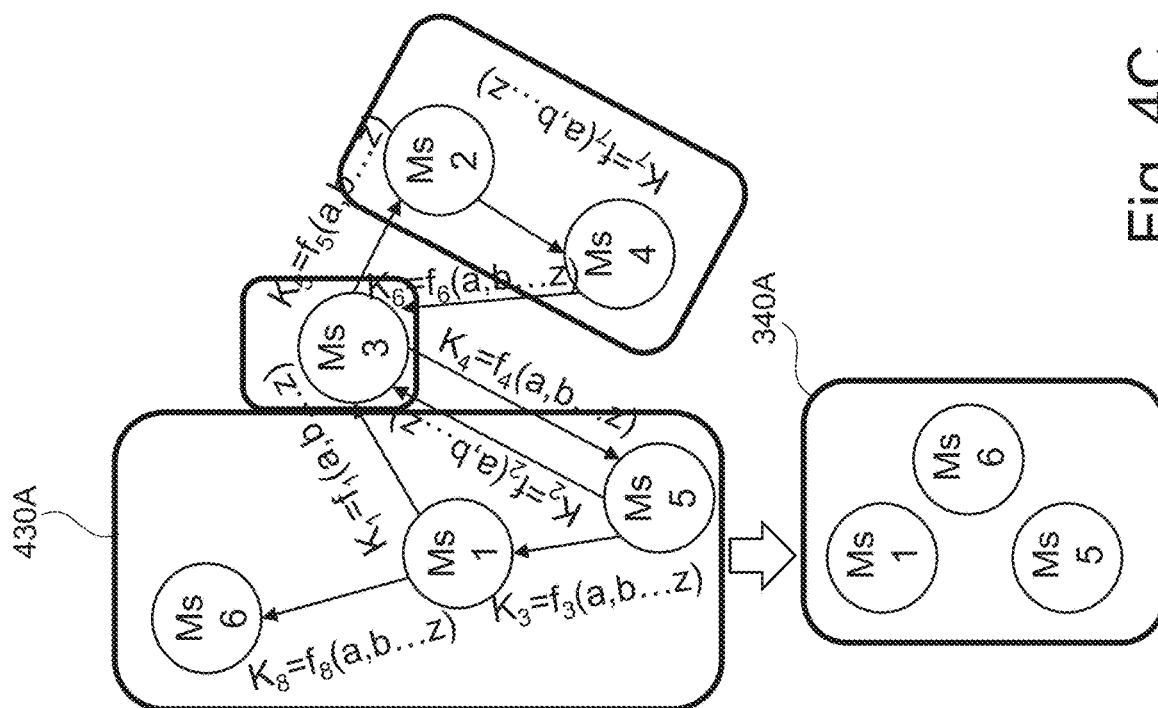 430A
Ms
6
K₈=f₈(a,b...z)
Ms
1
K₁=f₁(a,b...z)
K₃=f₃(a,b...z)
Ms
5
K₂=f₂(a,b...z)
K₄=f₄(a,b...z)
Ms
3
K₅=f₅(a,b...z)
K₆=f₆(a,b...z)
Ms
2
Ms
4
K₇=f₇(a,b...z)
340A
Ms
1
Ms
6
Ms
5
Fig. 4C